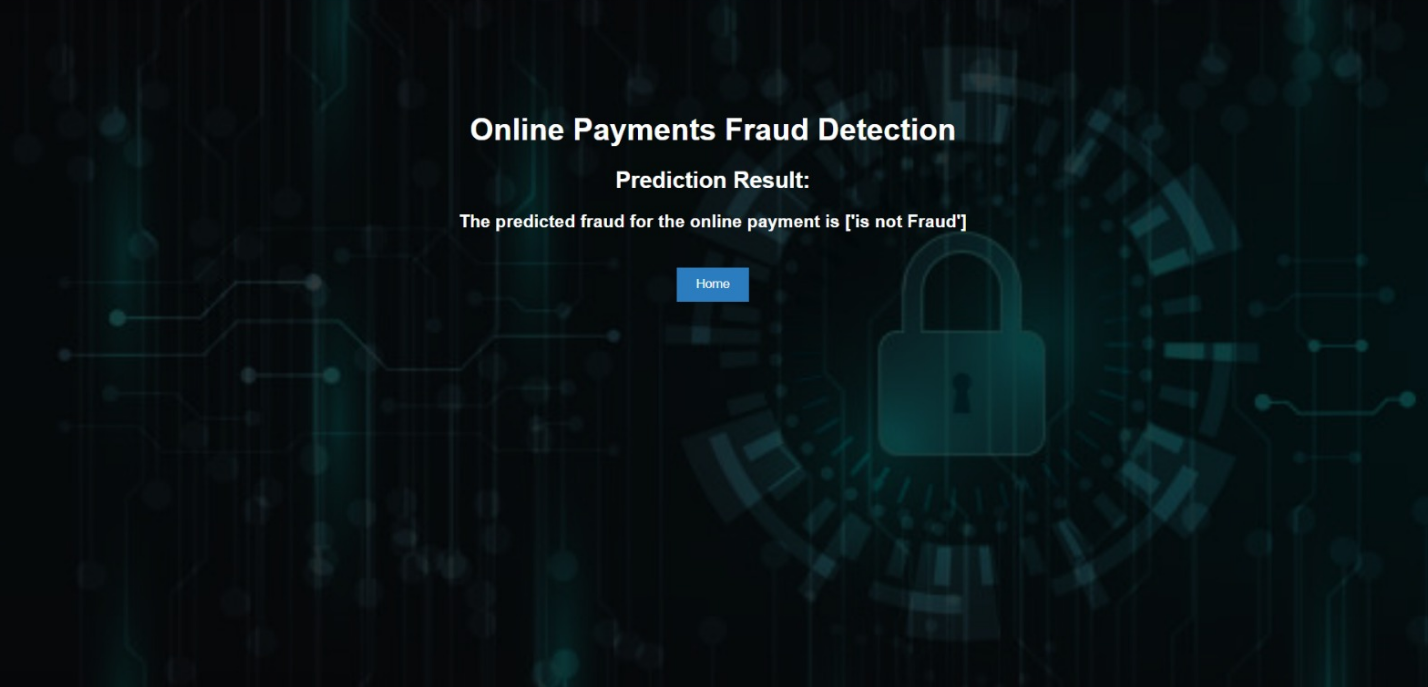 Online Payments Fraud Detection
Prediction Result:
The predicted fraud for the online payment is ['is not Fraud']
Home